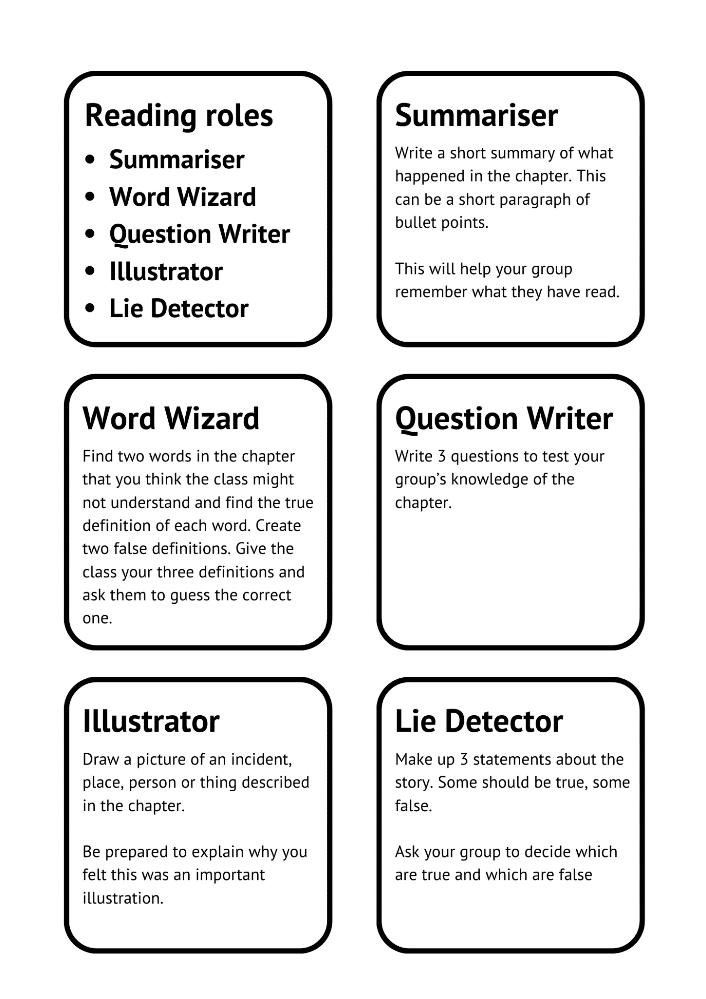 Reading roles
• Summariser
• Word Wizard
• Question Writer
• Illustrator
• Lie Detector
Summariser
Write a short summary of what
happened in the chapter. This
can be a short paragraph of
bullet points.
This will help your group
remember what they have read.
Word Wizard
Find two words in the chapter
that you think the class might
not understand and find the true
definition of each word. Create
two false definitions. Give the
class your three definitions and
ask them to guess the correct
one.
Question Writer
Write 3 questions to test your
group’s knowledge of the
chapter.
Illustrator
Draw a picture of an incident,
place, person or thing described
in the chapter.
Be prepared to explain why you
felt this was an important
illustration.
Lie Detector
Make up 3 statements about the
story. Some should be true, some
false.
Ask your group to decide which
are true and which are false